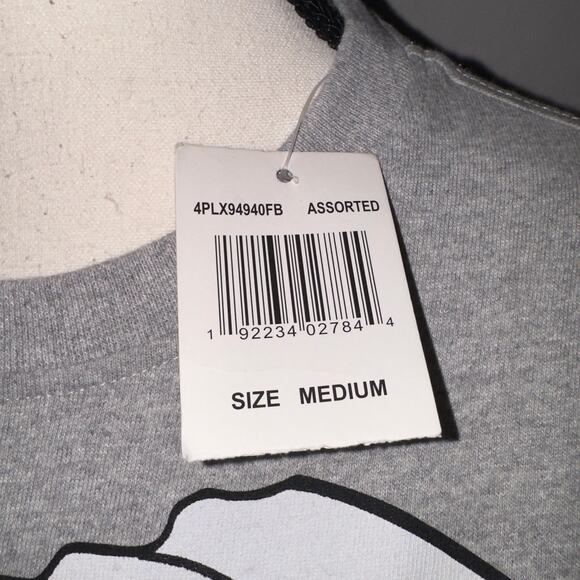 4PLX94940FB ASSORTED
1 92234 02784 4
SIZE MEDIUM